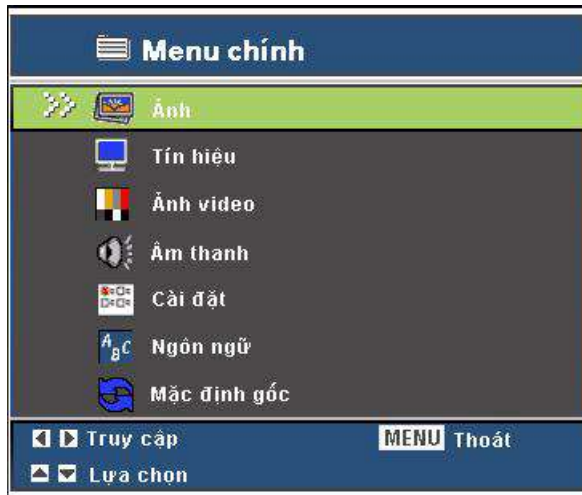 Menu chính
Ảnh
Tín hiệu
Ảnh video
Âm thanh
Cài đặt
ABC Ngôn ngữ
Mặc định gốc
Truy cập MENU Thoát
Lựa chọn